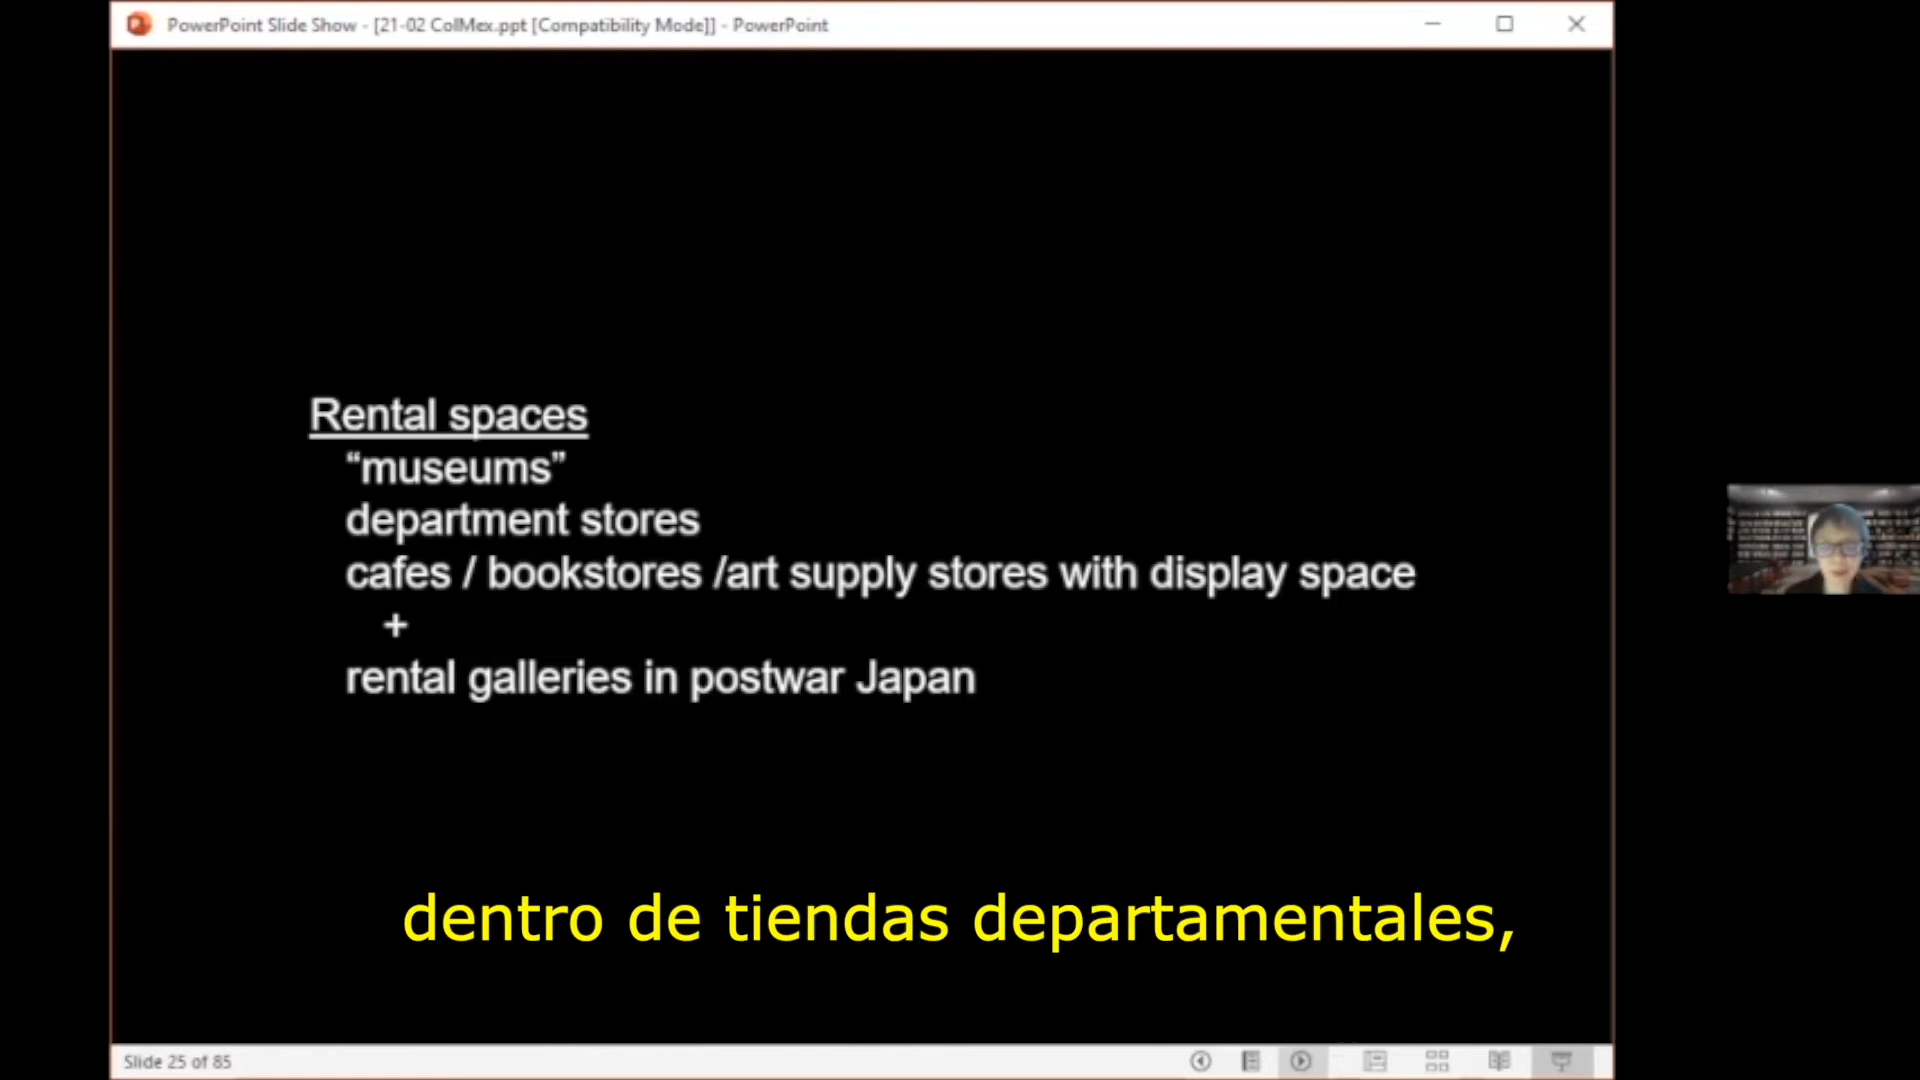 PowerPoint Slide Show - [21-02 ColMex.ppt [Compatibility Mode]] - PowerPoint
Rental spaces
“museums”
department stores
cafes / bookstores /art supply stores with display space
+
rental galleries in postwar Japan
dentro de tiendas departamentales,
Slide 25 of 85